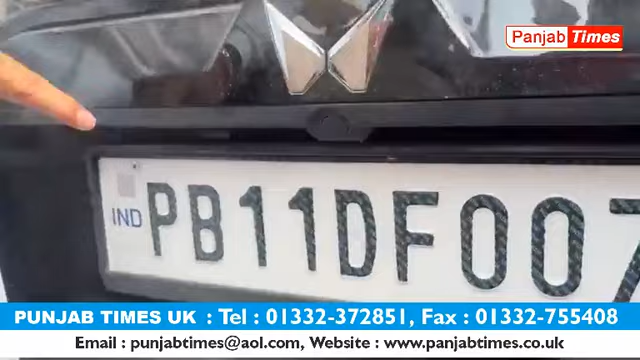 Panjab Times
IND PB11DF007
PUNJAB TIMES UK : Tel : 01332-372851, Fax : 01332-755408
Email : punjabtimes@aol.com, Website : www.panjabtimes.co.uk